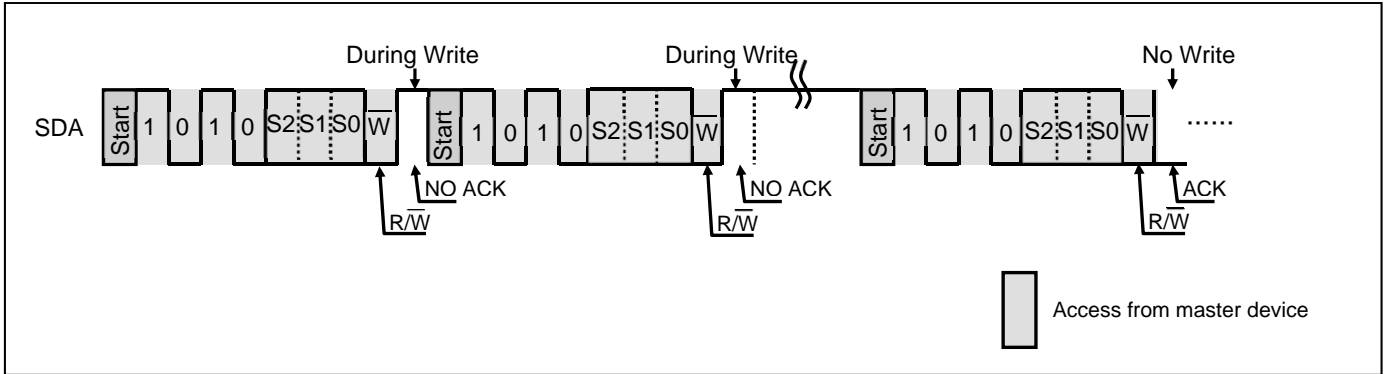 During Write During Write No Write
SDA Start 1 0 1 0 S2 S1 S0 W̅ Start 1 0 1 0 S2 S1 S0 W̅ Start 1 0 1 0 S2 S1 S0 W̅ ......
NO ACK NO ACK ACK
R/W̅ R/W̅ R/W̅
Access from master device